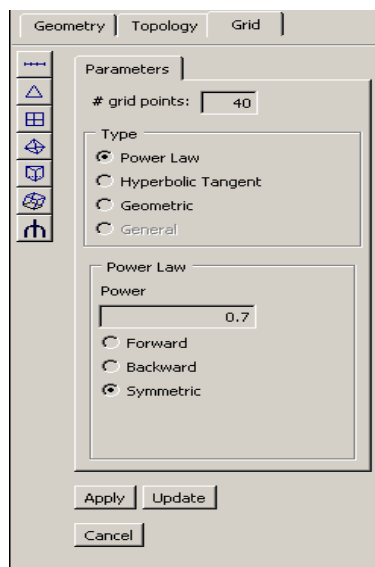 Geometry Topology Grid
Parameters
# grid points: 40
Type
Power Law
Hyperbolic Tangent
Geometric
General
Power Law
Power
0.7
Forward
Backward
Symmetric
Apply Update
Cancel